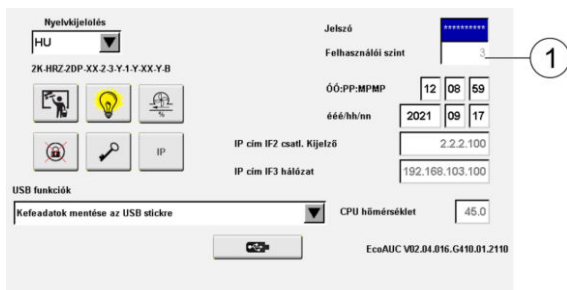 Nyelvkijelölés
HU
2K-HRZ-2DP-XX-2-3-Y-1-Y-XX-Y-B
%
IP
USB funkciók
Kefeadatok mentése az USB stickre
Jelszó
**********
Felhasználói szint
3
1
ÓÓ:PP:MPMP
12 08 59
ééé/hh/nn
2021 09 17
IP cím IF2 csatl. Kijelző
2.2.2.100
IP cím IF3 hálózat
192.168.103.100
CPU hőmérséklet
45.0
EcoAUC V02.04.016.G410.01.2110